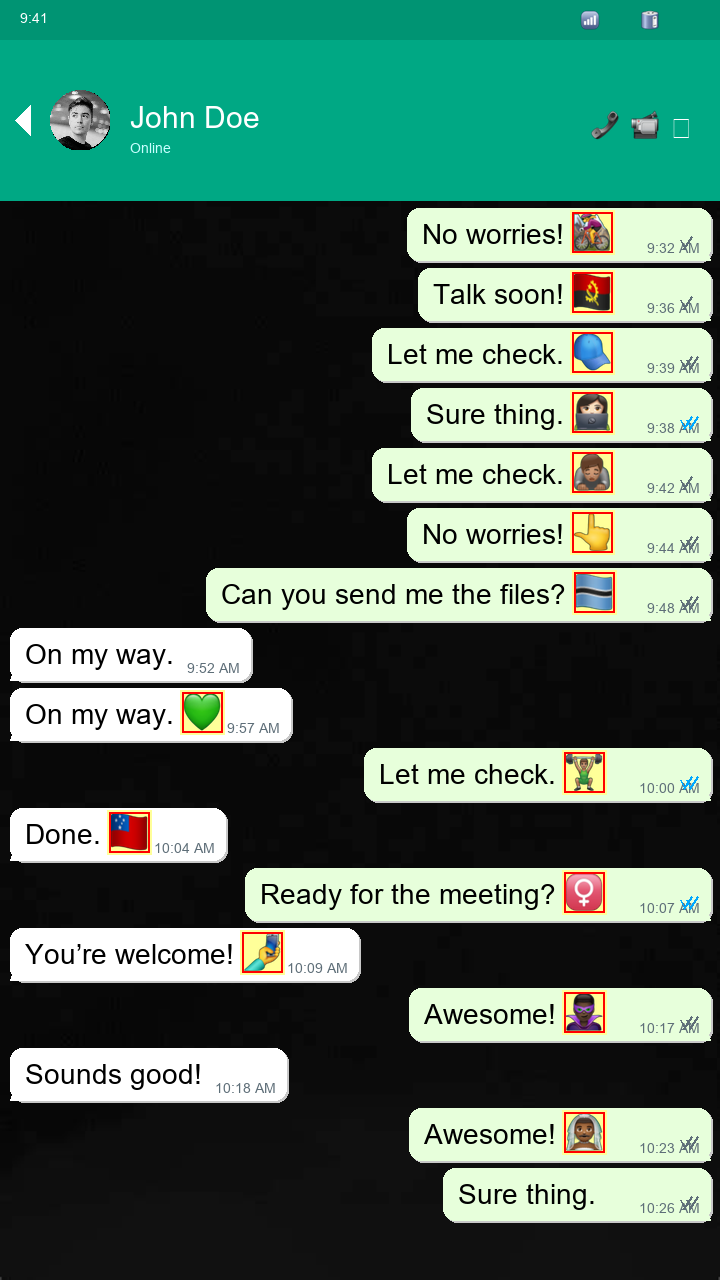 9:41
John Doe
Online
No worries! 🚵‍♀️ 9:32 AM
Talk soon! 🇦🇴 9:36 AM
Let me check. 🧢 9:39 AM
Sure thing. 👩🏻‍💻 9:38 AM
Let me check. 🙇🏽 9:42 AM
No worries! 👆 9:44 AM
Can you send me the files? 🇧🇼 9:48 AM
On my way. 9:52 AM
On my way. 💚 9:57 AM
Let me check. 🏋🏽 10:00 AM
Done. 🇼🇸 10:04 AM
Ready for the meeting? 🚺 10:07 AM
You’re welcome! 🤳 10:09 AM
Awesome! 🦹🏿 10:17 AM
Sounds good! 10:18 AM
Awesome! 👰🏾 10:23 AM
Sure thing. 10:26 AM